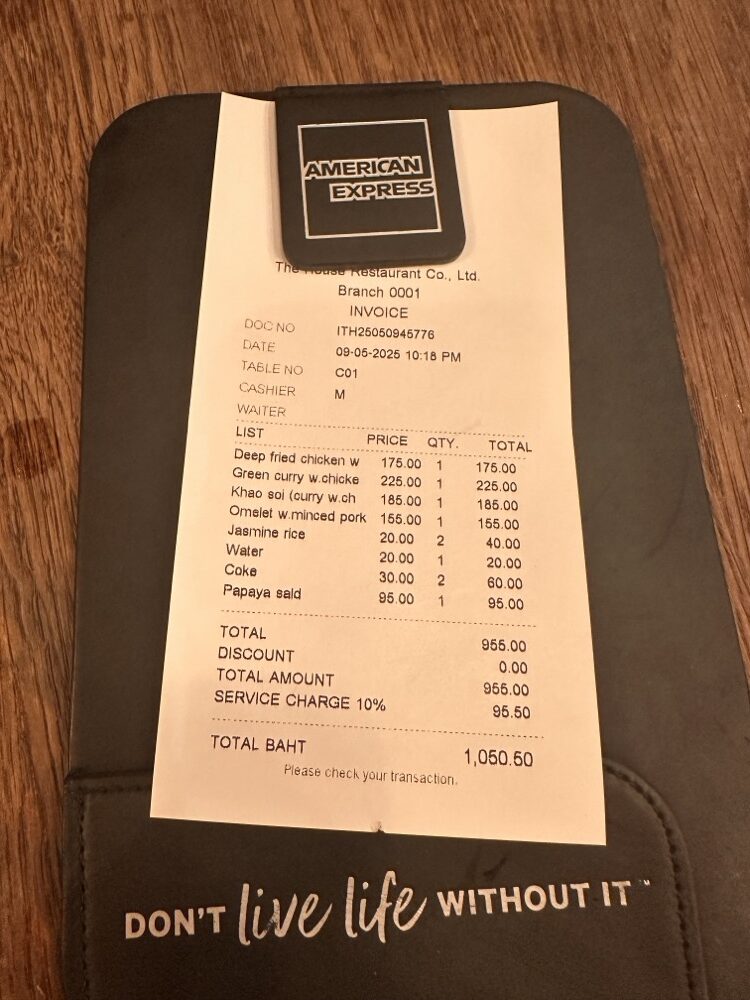 AMERICAN
EXPRESS
The House Restaurant Co., Ltd.
Branch 0001
INVOICE
DOC NO ITH25050945776
DATE 09-05-2025 10:18 PM
TABLE NO C01
CASHIER M
WAITER
LIST PRICE QTY. TOTAL
Deep fried chicken w 175.00 1 175.00
Green curry w.chicke 225.00 1 225.00
Khao soi (curry w.ch 185.00 1 185.00
Omelet w.minced pork 155.00 1 155.00
Jasmine rice 20.00 2 40.00
Water 20.00 1 20.00
Coke 30.00 2 60.00
Papaya sald 95.00 1 95.00
TOTAL 955.00
DISCOUNT 0.00
TOTAL AMOUNT 955.00
SERVICE CHARGE 10% 95.50
TOTAL BAHT 1,050.50
Please check your transaction.
DON'T live life WITHOUT IT™